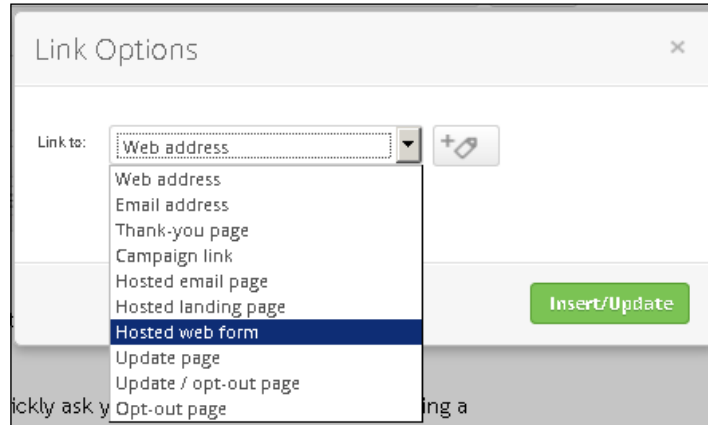 Link Options
×
Link to:
Web address
+
Web address
Email address
Thank-you page
Campaign link
Hosted email page
Hosted landing page
Insert/Update
Hosted web form
Update page
Update / opt-out page
Opt-out page
ickly ask y
ing a